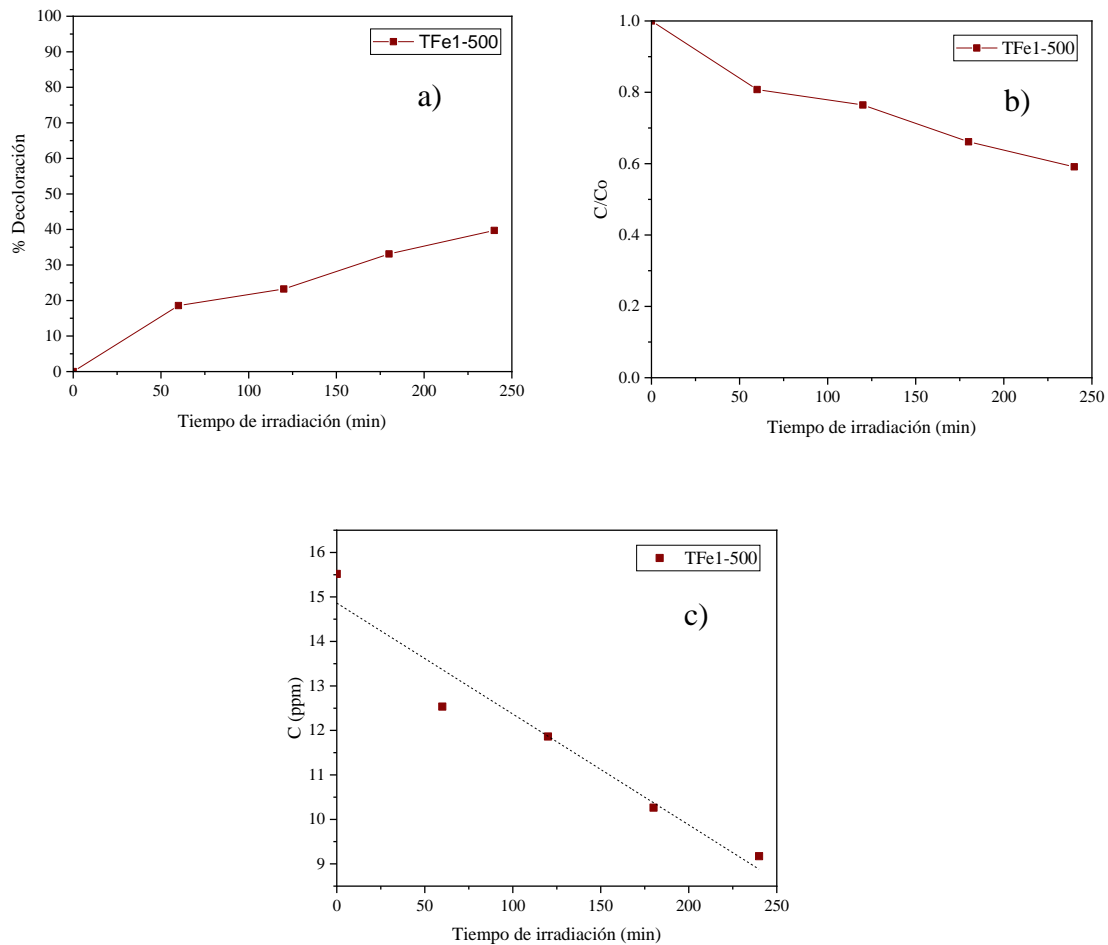 100
90
80
70
60
50
40
30
20
10
0
% Decoloración
TFe1-500
a)
0 50 100 150 200 250
Tiempo de irradiación (min)
1.0
0.8
0.6
0.4
0.2
0.0
C/Co
TFe1-500
b)
0 50 100 150 200 250
Tiempo de irradiación (min)
16
15
14
13
12
11
10
9
C (ppm)
TFe1-500
c)
0 50 100 150 200 250
Tiempo de irradiación (min)